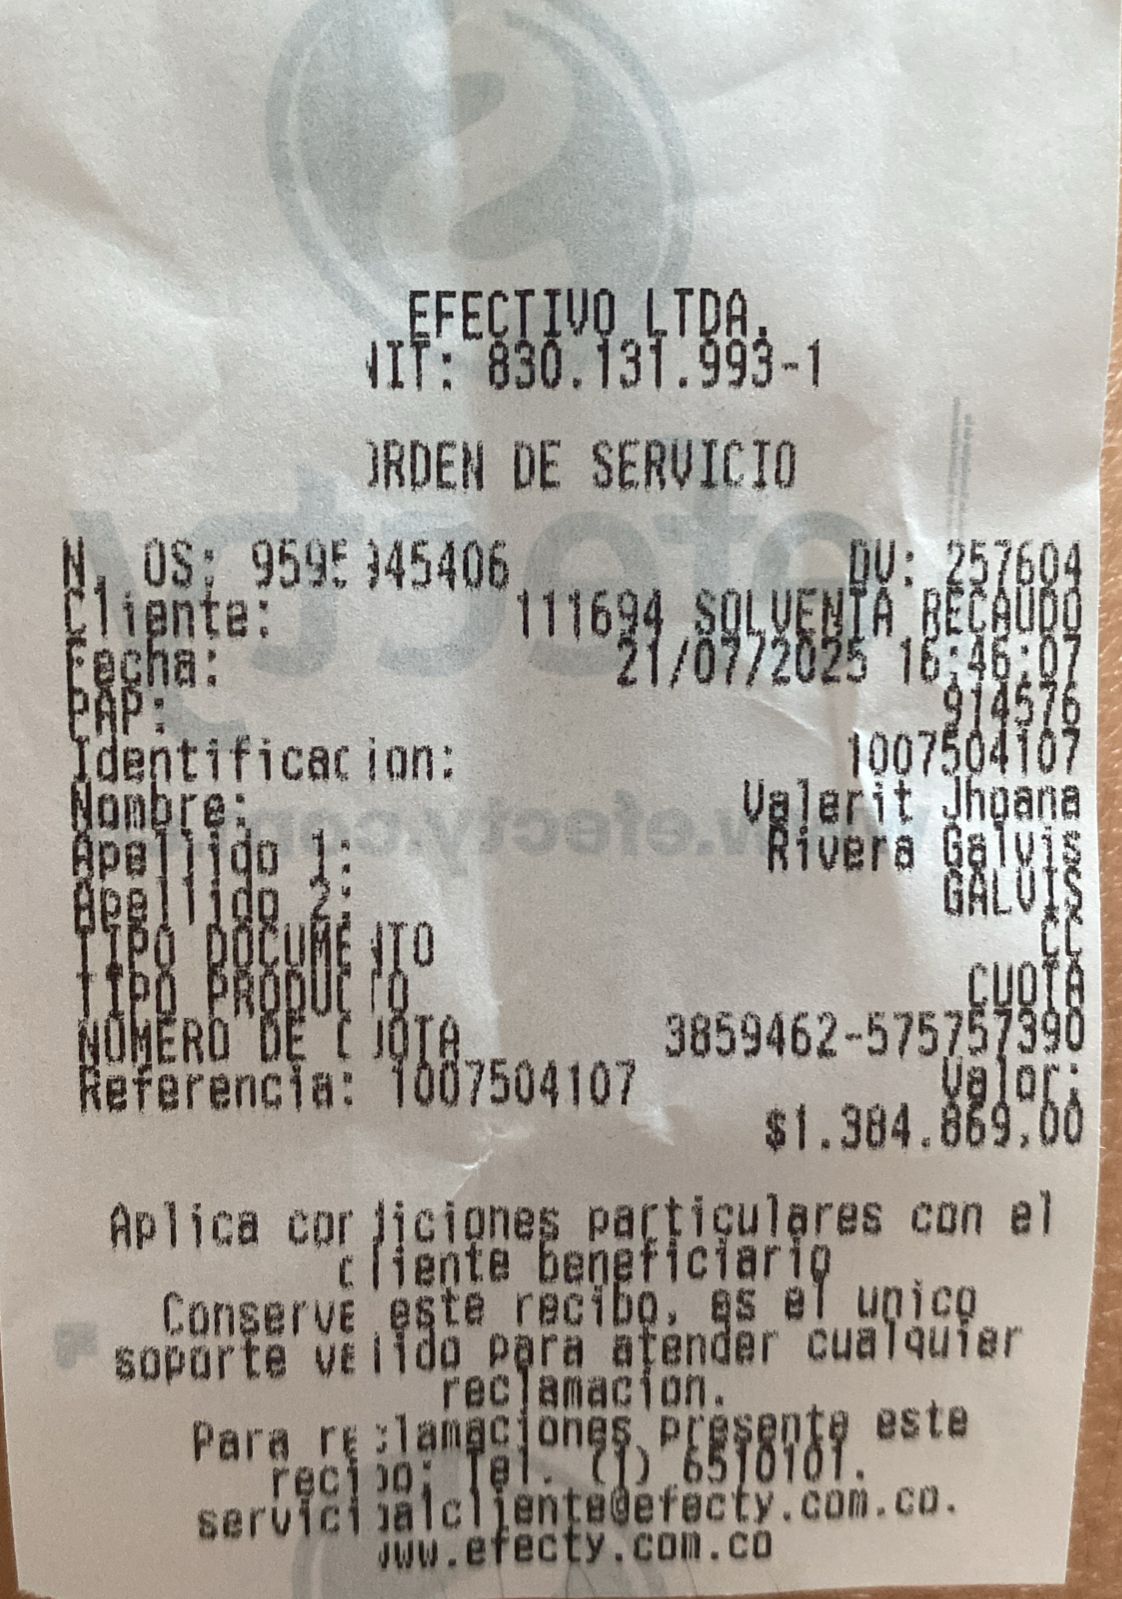 EFECTIVO LTDA.
NIT: 830.131.993-1
ORDEN DE SERVICIO
N. OS: DV: 257604
Cliente: 111694 SOLVENTA RECAUDO
Fecha: 21/07/2025 16:46:07
PAP: 914576
Identificacion: 1007504107
Nombre: Valerit Jhoana
Apellido 1: Rivera Galvis
Apellido 2: GALVIS
TIPO DOCUMENTO CC
TIPO PRODUCTO CUOTA
NUMERO DE CUOTA 3859462-575757390
Referencia: 1007504107 Valor:
$1.384.869,00
Aplica condiciones particulares con el
cliente beneficiario
Conserve este recibo, es el unico
soporte valido para atender cualquier
reclamacion.
Para reclamaciones presente este
recibo: Tel. (1) 6510101.
servicioalcliente@efecty.com.co.
www.efecty.com.co